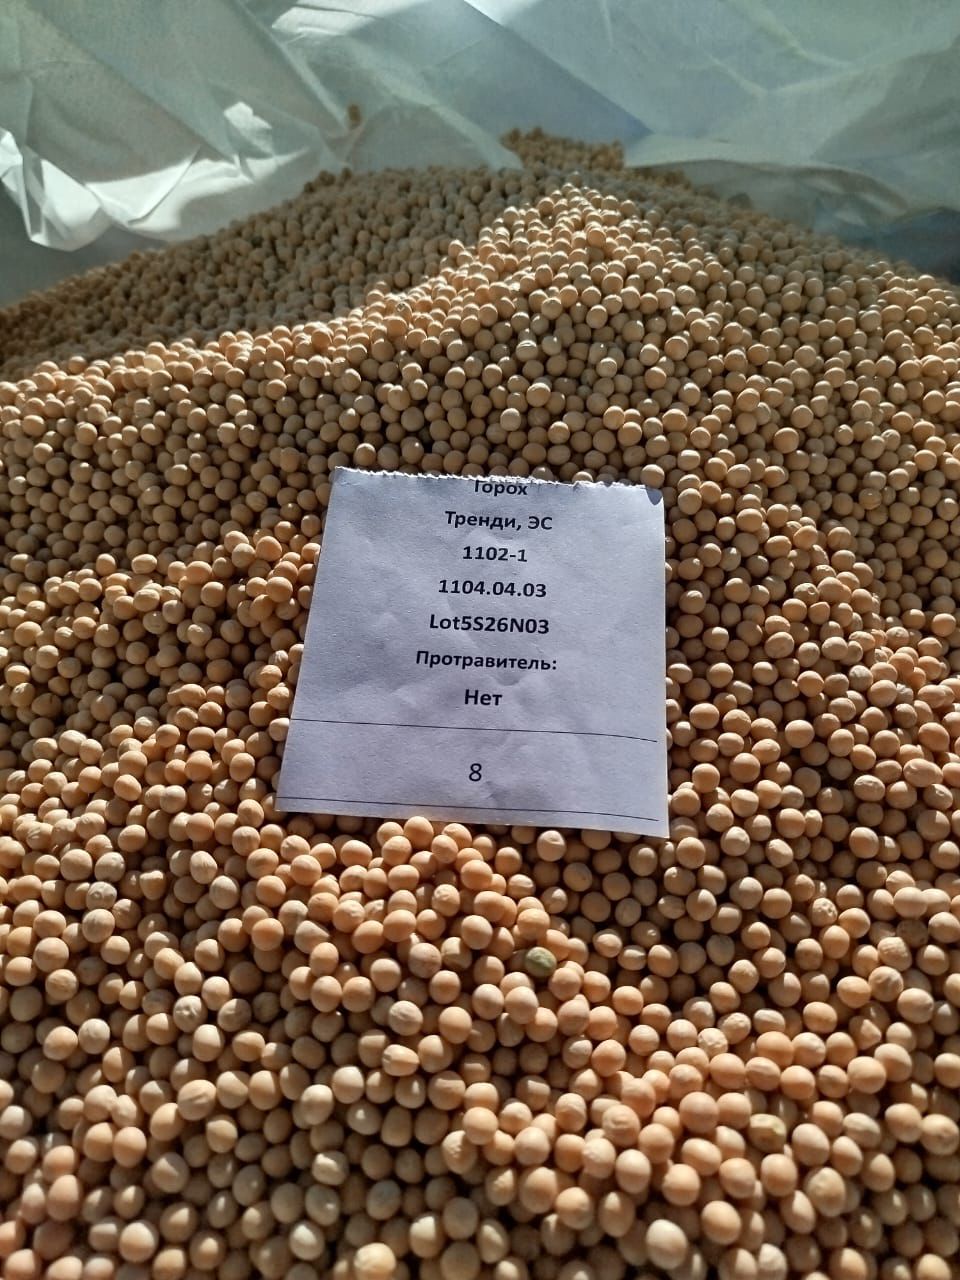 Горох
Тренди, ЭС
1102-1
1104.04.03
Lot5S26N03
Протравитель:
Нет
8